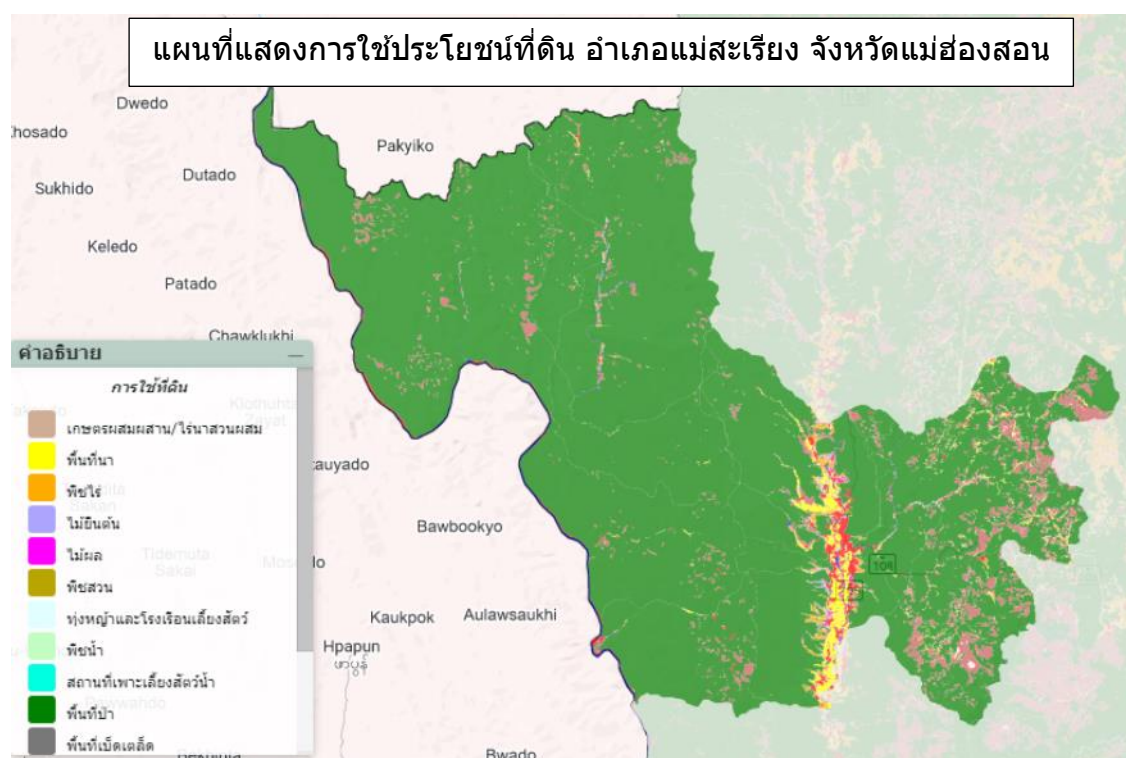 แผนที่แสดงการใช้ประโยชน์ที่ดิน อำเภอแม่สะเรียง จังหวัดแม่ฮ่องสอน
Dwedo
Pakyiko
Dutado
Sukhido
Keledo
Patado
Chawklukhi
คำอธิบาย
การใช้ที่ดิน
เกษตรผสมผสาน/ไร่นาสวนผสม
พื้นที่นา
พืชไร่
ไม้ยืนต้น
ไม้ผล
พืชสวน
ทุ่งหญ้าและโรงเรือนเลี้ยงสัตว์
พืชน้ำ
สถานที่เพาะเลี้ยงสัตว์น้ำ
พื้นที่ป่า
พื้นที่เบ็ดเตล็ด
Bawbookyo
Kaukpok
Aulawsaukhi
Hpapun
ဖာပွန်
Bwado